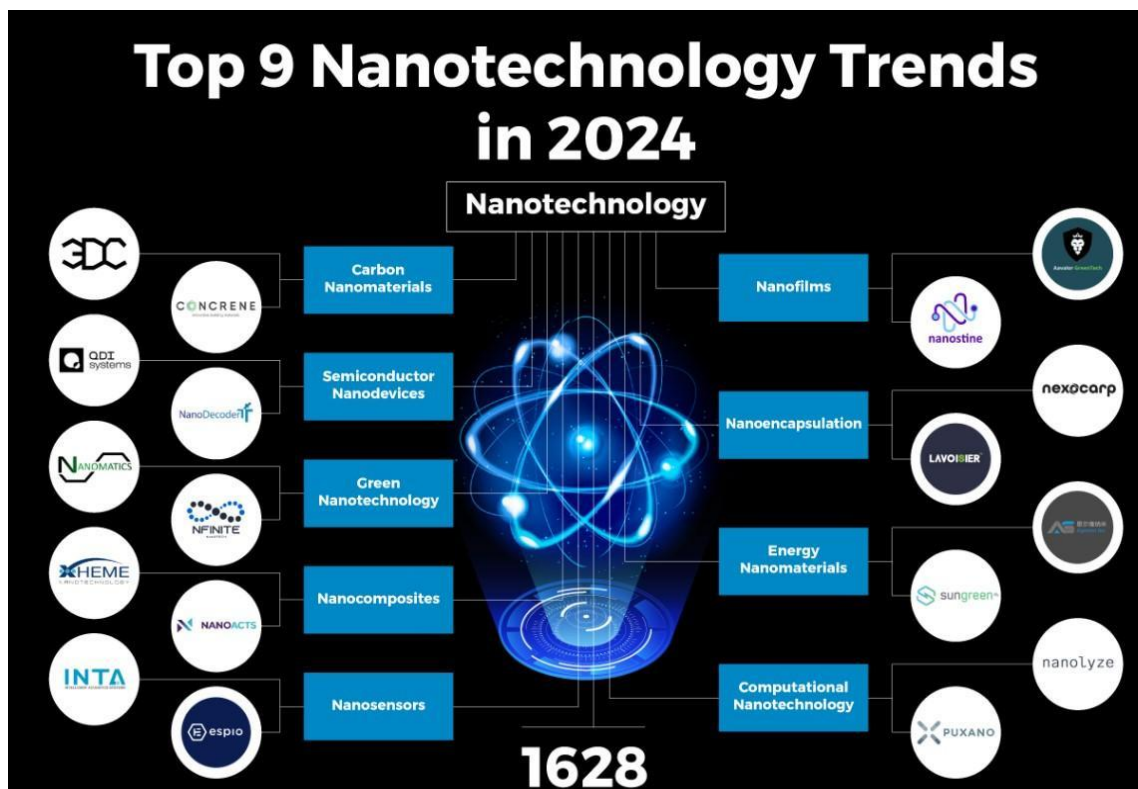 Top 9 Nanotechnology Trends
in 2024
Nanotechnology
3DC
CONCRENE
Carbon
Nanomaterials
QDI
systems
NanoDecoder
Semiconductor
Nanodevices
NANOMATICS
NFINITE
Green
Nanotechnology
XHEME
NANOTECHNOLOGY
NANOACTS
Nanocomposites
INTA
espio
Nanosensors
Nanofilms
nanostine
Nanoencapsulation
nexocarp
LAVOISIER
Energy
Nanomaterials
sungreen
Computational
Nanotechnology
nanolyze
PUXANO
1628